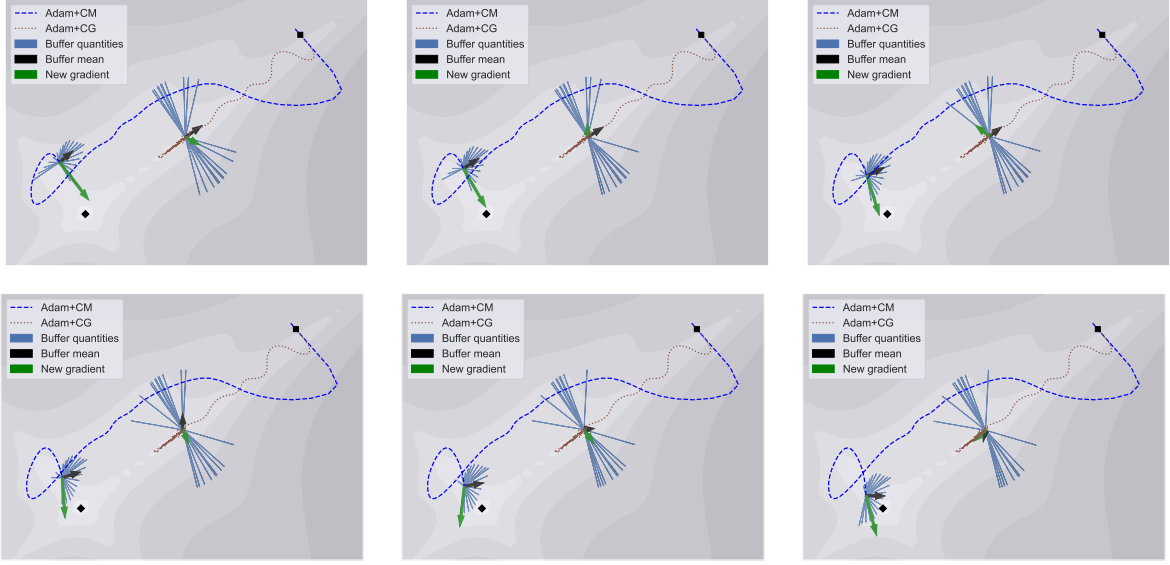 Adam+CM
Adam+CG
Buffer quantities
Buffer mean
New gradient
Adam+CM
Adam+CG
Buffer quantities
Buffer mean
New gradient
Adam+CM
Adam+CG
Buffer quantities
Buffer mean
New gradient
Adam+CM
Adam+CG
Buffer quantities
Buffer mean
New gradient
Adam+CM
Adam+CG
Buffer quantities
Buffer mean
New gradient
Adam+CM
Adam+CG
Buffer quantities
Buffer mean
New gradient